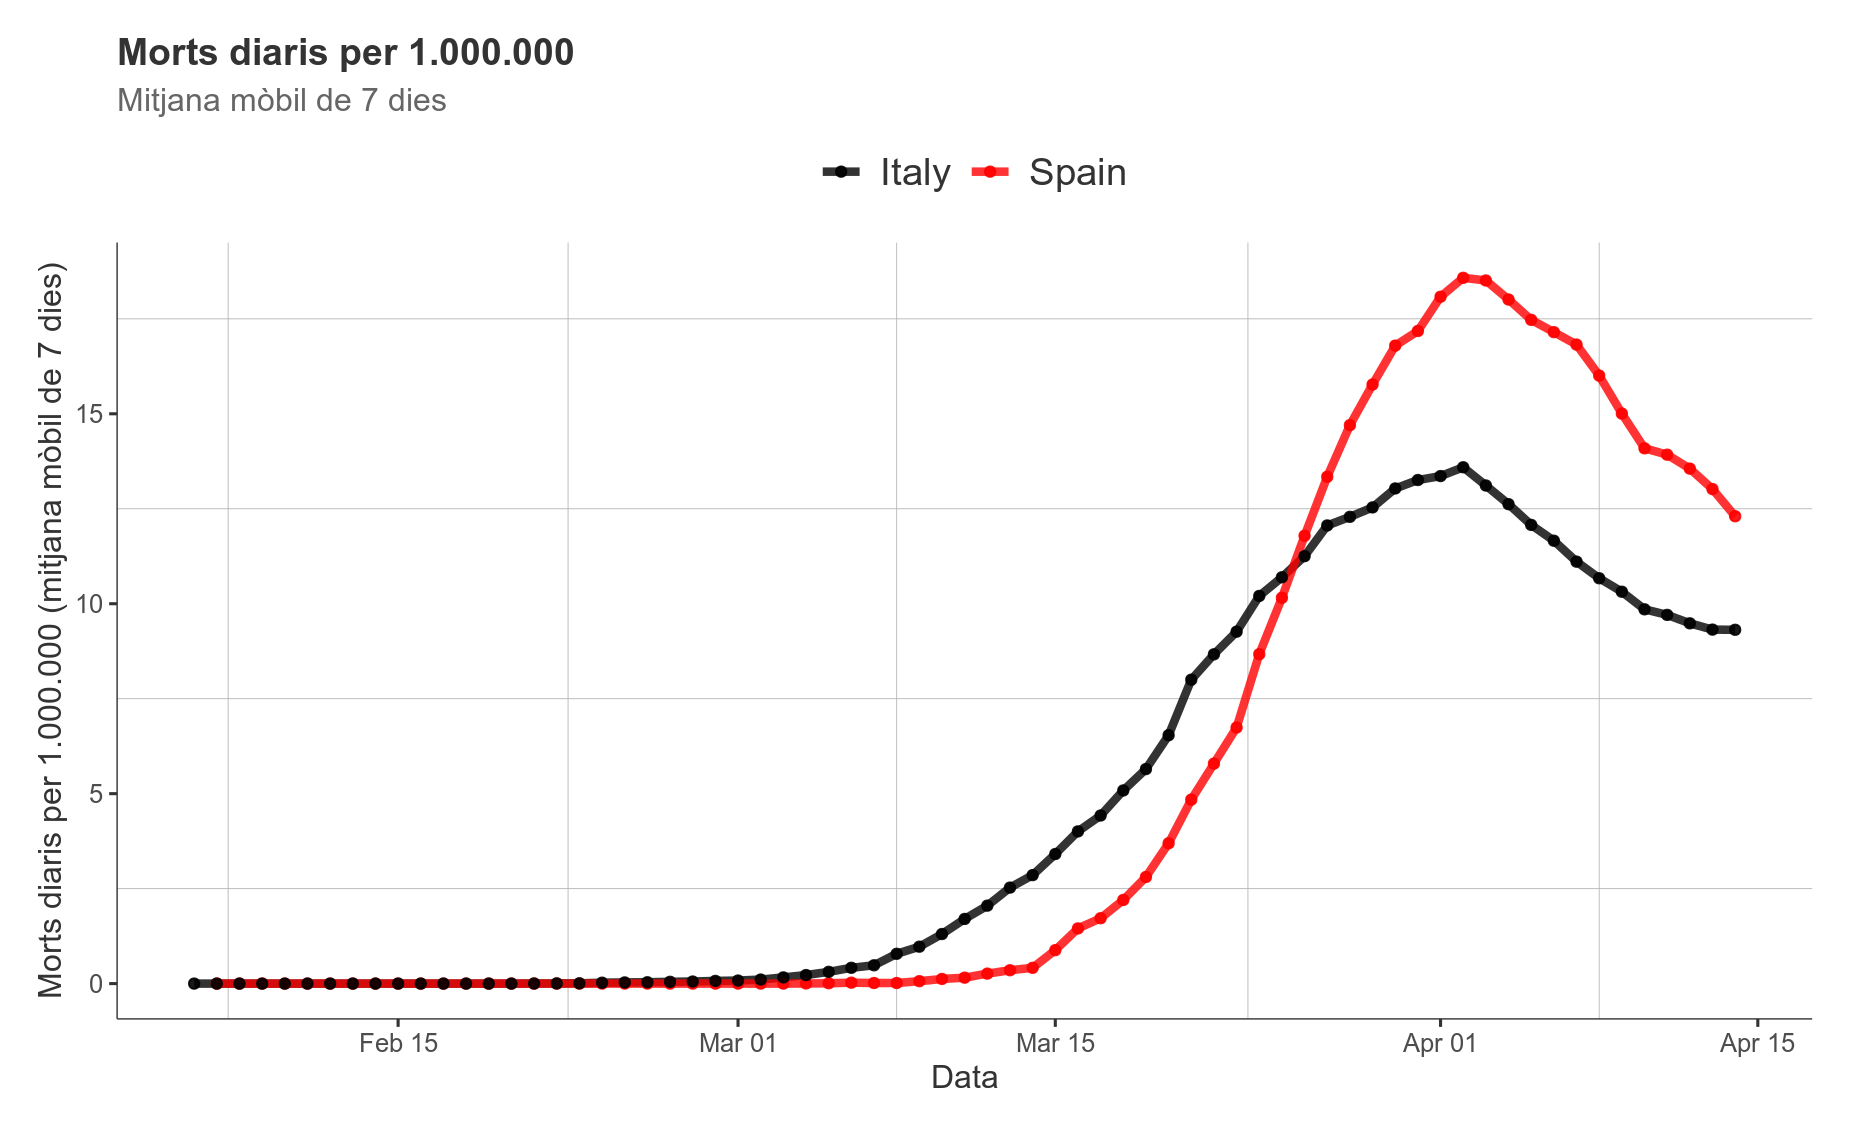 Morts diaris per 1.000.000
Mitjana mòbil de 7 dies
Italy Spain
Morts diaris per 1.000.000 (mitjana mòbil de 7 dies)
15
10
5
0
Feb 15 Mar 01 Mar 15 Apr 01 Apr 15
Data